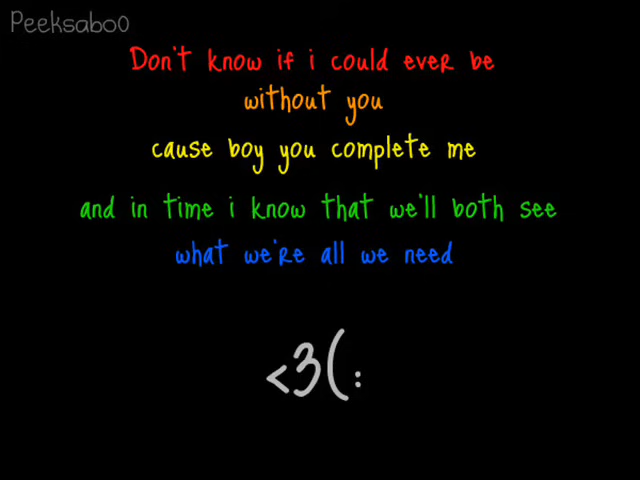 Peeksabo0
Don't know if i could ever be
without you
cause boy you complete me
and in time i know that we'll both see
what we're all we need
<3(: